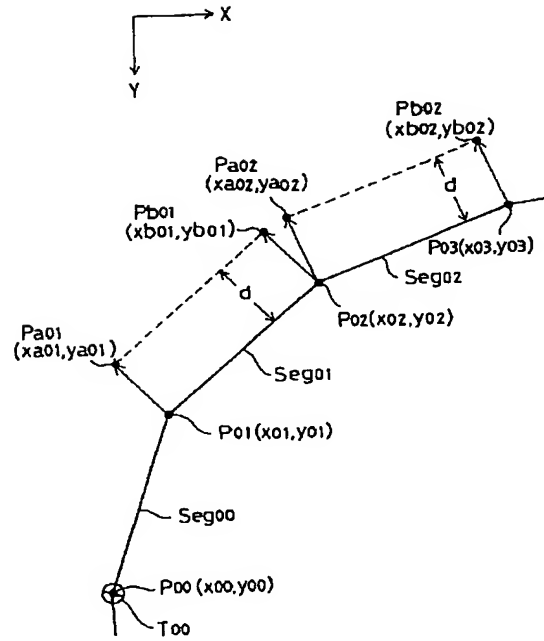 X
Y
Pb02
(xb02,yb02)
Pa02
(xa02,ya02)
d
Pb01
(xb01,yb01)
P03(x03,y03)
Seg02
d
P02(x02,y02)
Pa01
(xa01,ya01)
Seg01
P01(x01,y01)
Seg00
P00(x00,y00)
T00